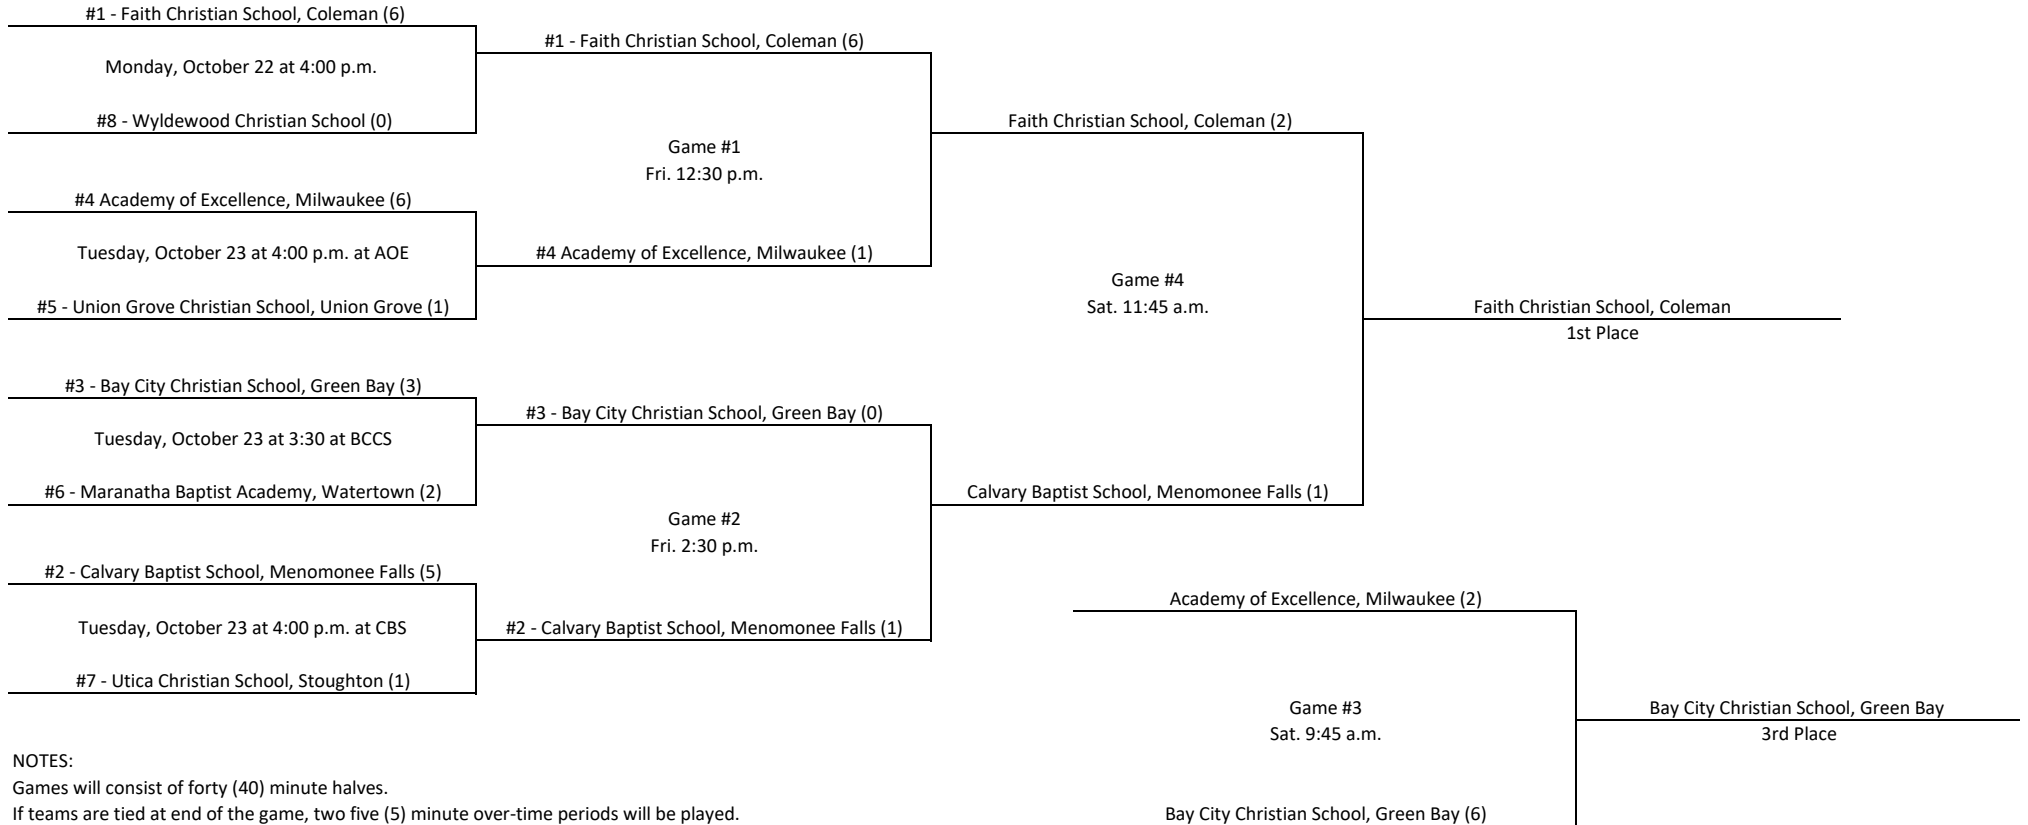 #1 - Faith Christian School, Coleman (6)
#1 - Faith Christian School, Coleman (6)
Monday, October 22 at 4:00 p.m.
#8 - Wyldewood Christian School (0)
Faith Christian School, Coleman (2)
Game #1
Fri. 12:30 p.m.
#4 Academy of Excellence, Milwaukee (6)
Tuesday, October 23 at 4:00 p.m. at AOE
#4 Academy of Excellence, Milwaukee (1)
Game #4
Sat. 11:45 a.m.
#5 - Union Grove Christian School, Union Grove (1)
Faith Christian School, Coleman
1st Place
#3 - Bay City Christian School, Green Bay (3)
#3 - Bay City Christian School, Green Bay (0)
Tuesday, October 23 at 3:30 at BCCS
#6 - Maranatha Baptist Academy, Watertown (2)
Calvary Baptist School, Menomonee Falls (1)
Game #2
Fri. 2:30 p.m.
#2 - Calvary Baptist School, Menomonee Falls (5)
Academy of Excellence, Milwaukee (2)
Tuesday, October 23 at 4:00 p.m. at CBS
#2 - Calvary Baptist School, Menomonee Falls (1)
#7 - Utica Christian School, Stoughton (1)
Game #3
Sat. 9:45 a.m.
Bay City Christian School, Green Bay
3rd Place
NOTES:
Games will consist of forty (40) minute halves.
If teams are tied at end of the game, two five (5) minute over-time periods will be played.
Bay City Christian School, Green Bay (6)